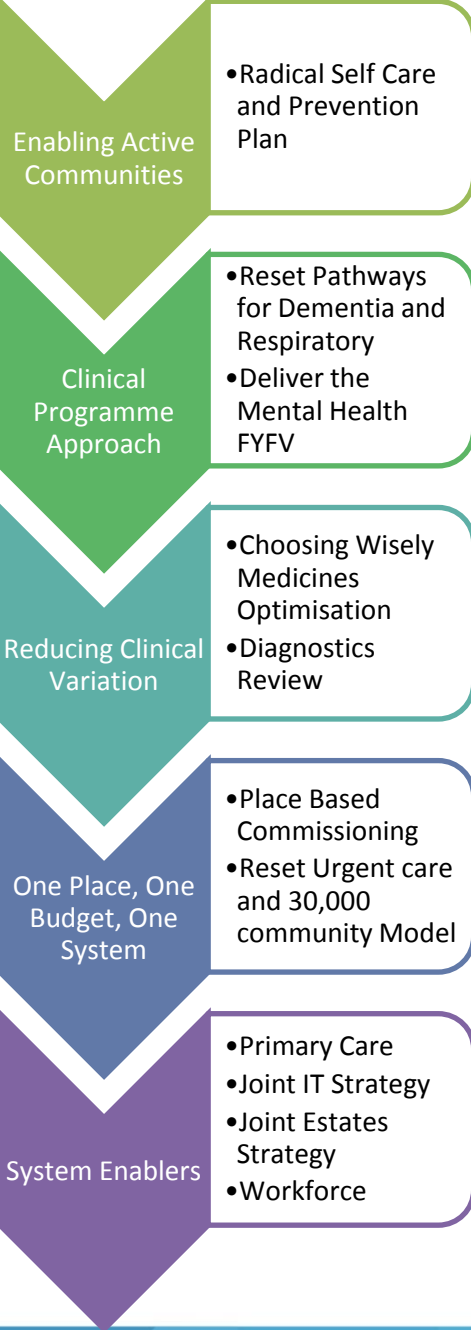 Enabling Active
Communities
•Radical Self Care
and Prevention
Plan
Clinical
Programme
Approach
•Reset Pathways
for Dementia and
Respiratory
•Deliver the
Mental Health
FYFV
Reducing Clinical
Variation
•Choosing Wisely
Medicines
Optimisation
•Diagnostics
Review
One Place, One
Budget, One
System
•Place Based
Commissioning
•Reset Urgent care
and 30,000
community Model
System Enablers
•Primary Care
•Joint IT Strategy
•Joint Estates
Strategy
•Workforce